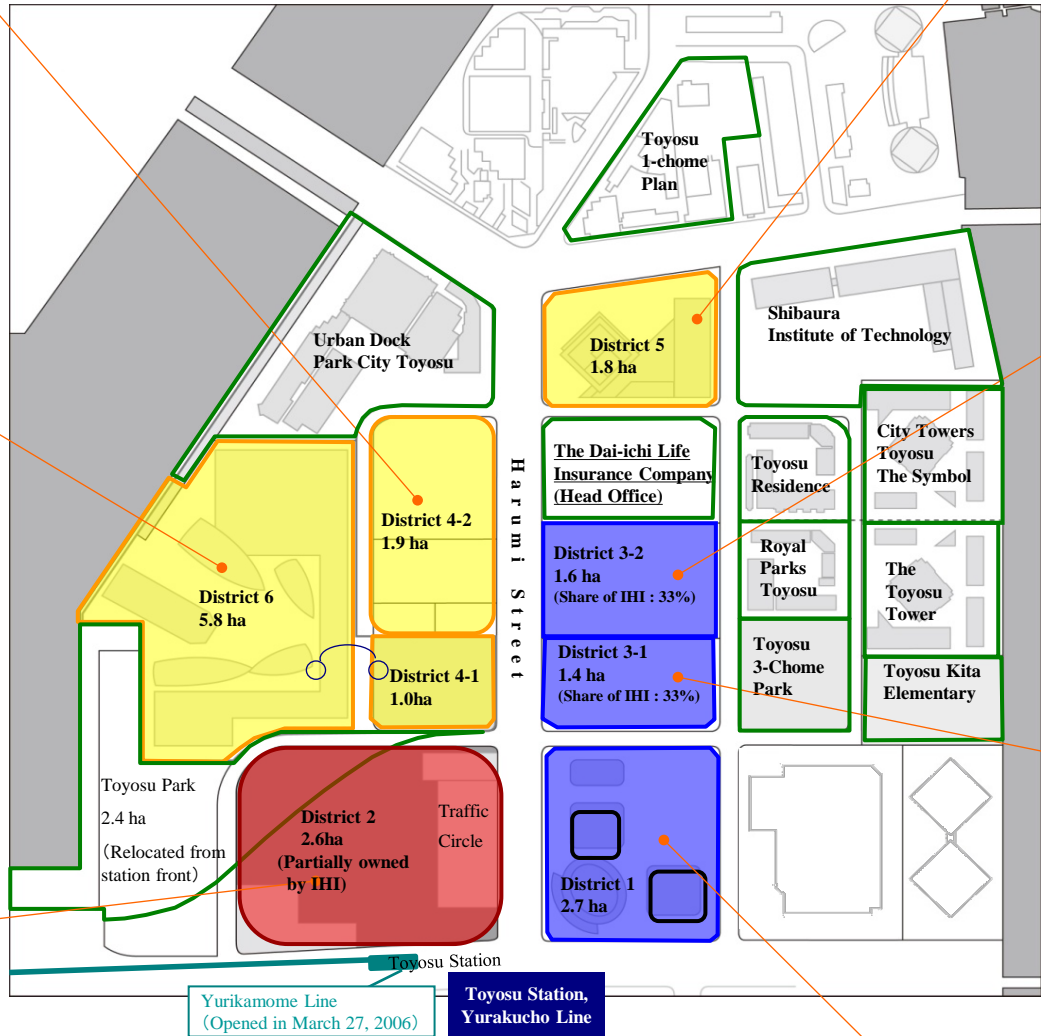 Toyosu
1-chome
Plan
Shibaura
Institute of Technology
Urban Dock
Park City Toyosu
District 5
1.8 ha
The Dai-ichi Life
Insurance Company
(Head Office)
Toyosu
Residence
City Towers
Toyosu
The Symbol
Harumi Street
District 4-2
1.9 ha
District 3-2
1.6 ha
(Share of IHI : 33%)
Royal
Parks
Toyosu
The
Toyosu
Tower
District 6
5.8 ha
District 4-1
1.0ha
District 3-1
1.4 ha
(Share of IHI : 33%)
Toyosu
3-Chome
Park
Toyosu Kita
Elementary
Toyosu Park
2.4 ha
（Relocated from
station front）
District 2
2.6ha
(Partially owned
by IHI)
Traffic
Circle
District 1
2.7 ha
Toyosu Station
Yurikamome Line
（Opened in March 27, 2006）
Toyosu Station,
Yurakucho Line